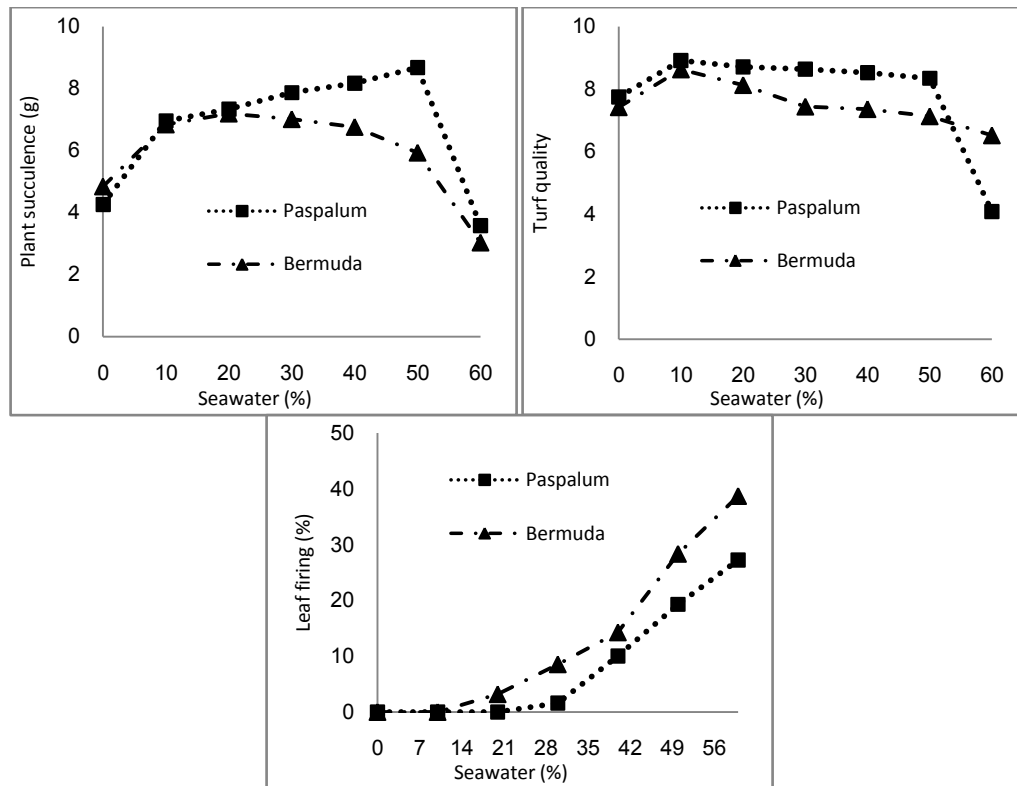 Plant succulence (g)
10
8
6
4
2
0
Paspalum
Bermuda
0 10 20 30 40 50 60
Seawater (%)
Turf quality
10
8
6
4
2
0
Paspalum
Bermuda
0 10 20 30 40 50 60
Seawater (%)
Leaf firing (%)
50
40
30
20
10
0
Paspalum
Bermuda
0 7 14 21 28 35 42 49 56
Seawater (%)